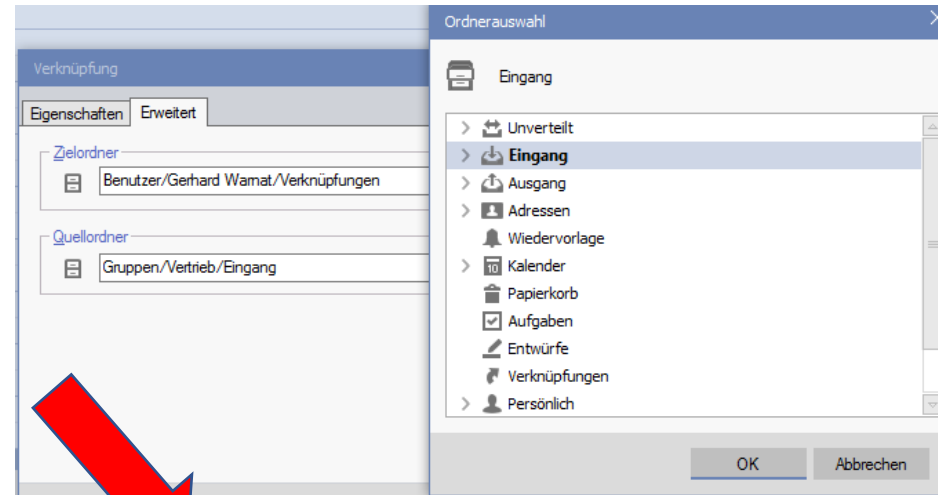 Ordnerauswahl
Eingang
Unverteilt
Eingang
Ausgang
Adressen
Wiedervorlage
10 Kalender
Papierkorb
Aufgaben
Entwürfe
Verknüpfungen
Persönlich
OK Abbrechen
Verknüpfung
Eigenschaften Erweitert
Zielordner
Benutzer/Gerhard Warnat/Verknüpfungen
Quellordner
Gruppen/Vertrieb/Eingang